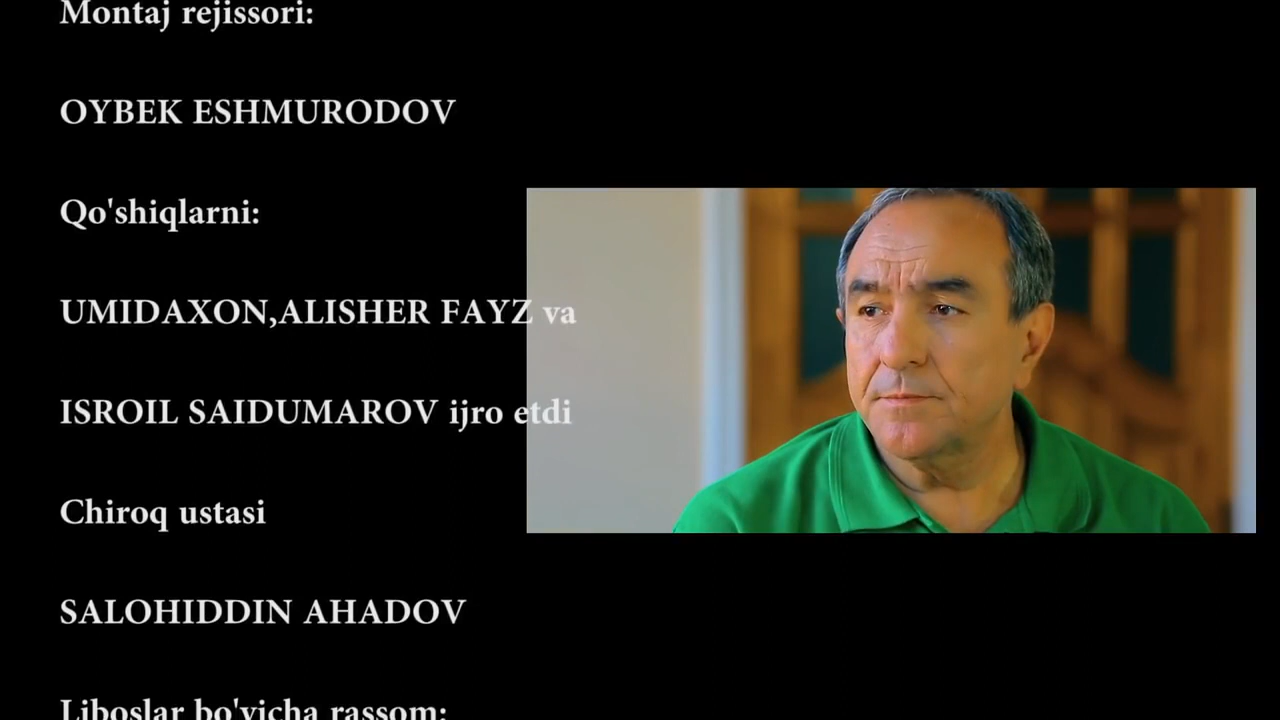 Montaj rejissori:
OYBEK ESHMURODOV
Qo'shiqlarni:
UMIDAXON,ALISHER FAYZ va
ISROIL SAIDUMAROV ijro etdi
Chiroq ustasi
SALOHIDDIN AHADOV
Liboslar bo'yicha rassom: